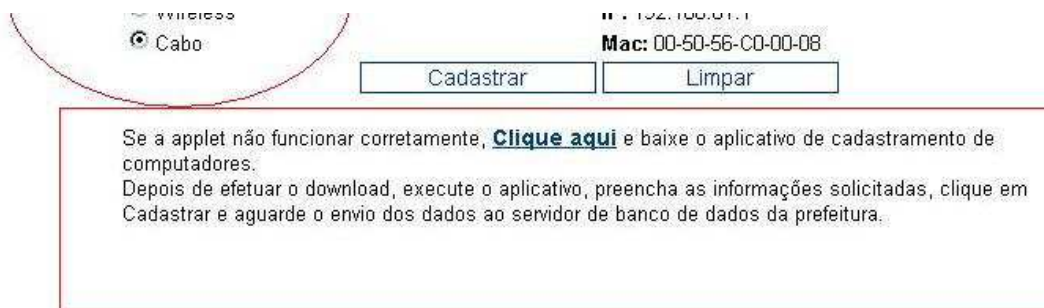 Wireless
Cabo
Mac: 00-50-56-C0-00-08
Cadastrar Limpar
Se a applet não funcionar corretamente, Clique aqui e baixe o aplicativo de cadastramento de
computadores.
Depois de efetuar o download, execute o aplicativo, preencha as informações solicitadas, clique em
Cadastrar e aguarde o envio dos dados ao servidor de banco de dados da prefeitura.